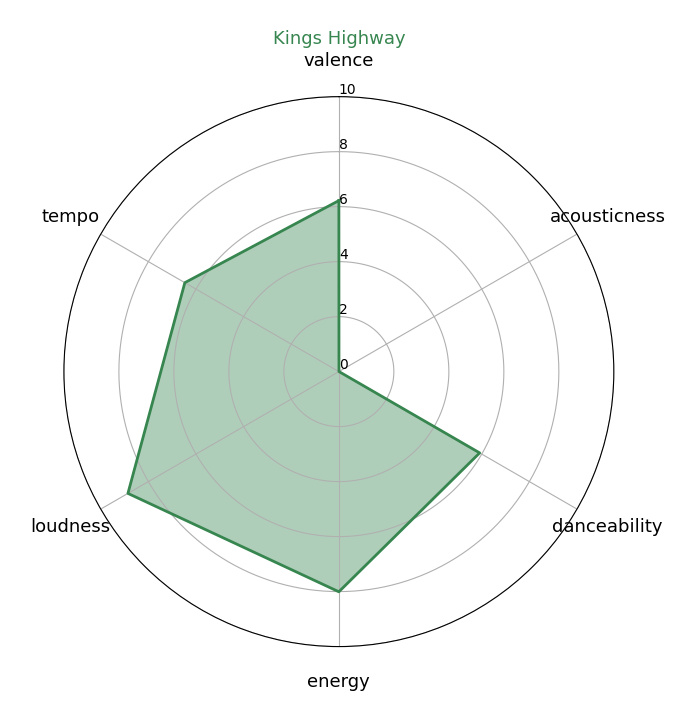 Kings Highway
valence
10
8
tempo
acousticness
6
4
2
0
loudness
danceability
energy